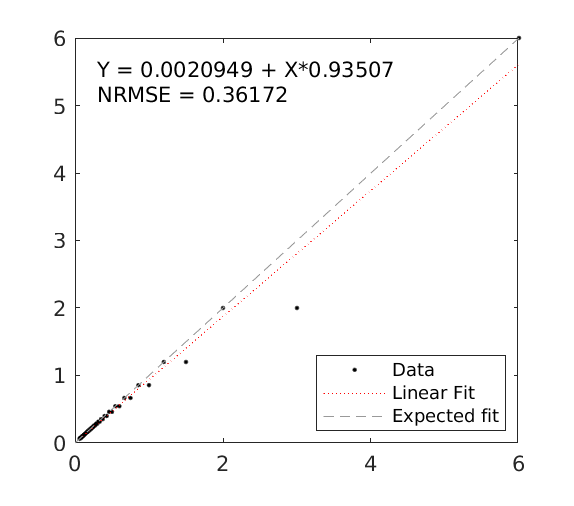 Y = 0.0020949 + X*0.93507
NRMSE = 0.36172
6
5
4
3
2
1
0
Data
Linear Fit
Expected fit
0
2
4
6